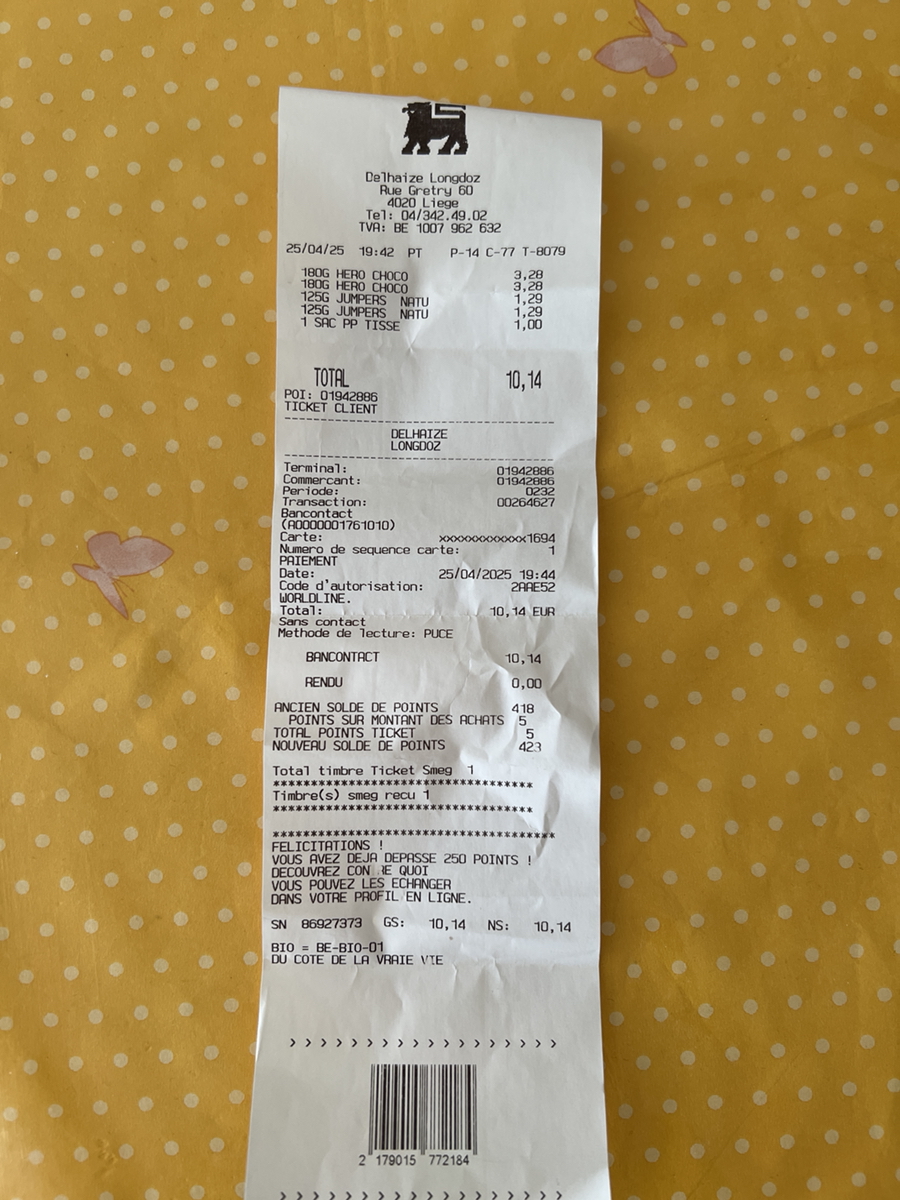 Delhaize Longdoz
Rue Gretry 60
4020 Liege
Tel: 04/342.49.02
TVA: BE 1007 962 632
25/04/25 19:42 PT P-14 C-77 T-8079
180G HERO CHOCO 3,28
180G HERO CHOCO 3,28
125G JUMPERS NATU 1,29
125G JUMPERS NATU 1,29
1 SAC PP TISSE 1,00
TOTAL 10,14
POI: 01942886
TICKET CLIENT
--------------------------------------
DELHAIZE
LONGDOZ
--------------------------------------
Terminal: 01942886
Commercant: 01942886
Periode: 0232
Transaction: 00264627
Bancontact
(A0000001761010)
Carte: xxxxxxxxxxxxx1694
Numero de sequence carte: 1
PAIEMENT
Date: 25/04/2025 19:44
Code d'autorisation: 2AAE52
WORLDLINE.
Total: 10,14 EUR
Sans contact
Methode de lecture: PUCE
BANCONTACT 10,14
RENDU 0,00
ANCIEN SOLDE DE POINTS 418
POINTS SUR MONTANT DES ACHATS 5
TOTAL POINTS TICKET 5
NOUVEAU SOLDE DE POINTS 423
Total timbre Ticket Smeg 1
***********************************
Timbre(s) smeg recu 1
***********************************
**************************************
FELICITATIONS !
VOUS AVEZ DEJA DEPASSE 250 POINTS !
DECOUVREZ QUOI
VOUS POUVEZ LES ECHANGER
DANS VOTRE PROFIL EN LIGNE.
SN 86927373 GS: 10,14 NS: 10,14
BIO = BE-BIO-01
DU COTE DE LA VRAIE VIE
> > > > > > > > > > > > > > > > > >
2 179015 772184
> > > > > > > > > > > > > > > > > > >